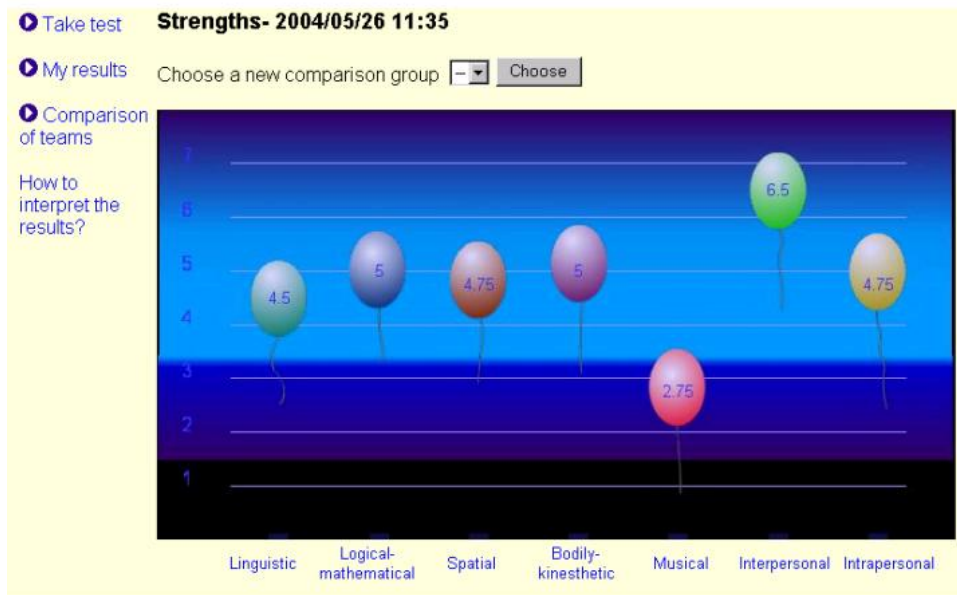 Take test
My results
Comparison
of teams
How to
interpret the
results?
Strengths- 2004/05/26 11:35
Choose a new comparison group -- Choose
7
6
5
4
3
2
1
4.5
5
4.75
5
2.75
6.5
4.75
Linguistic
Logical-
mathematical
Spatial
Bodily-
kinesthetic
Musical
Interpersonal
Intrapersonal